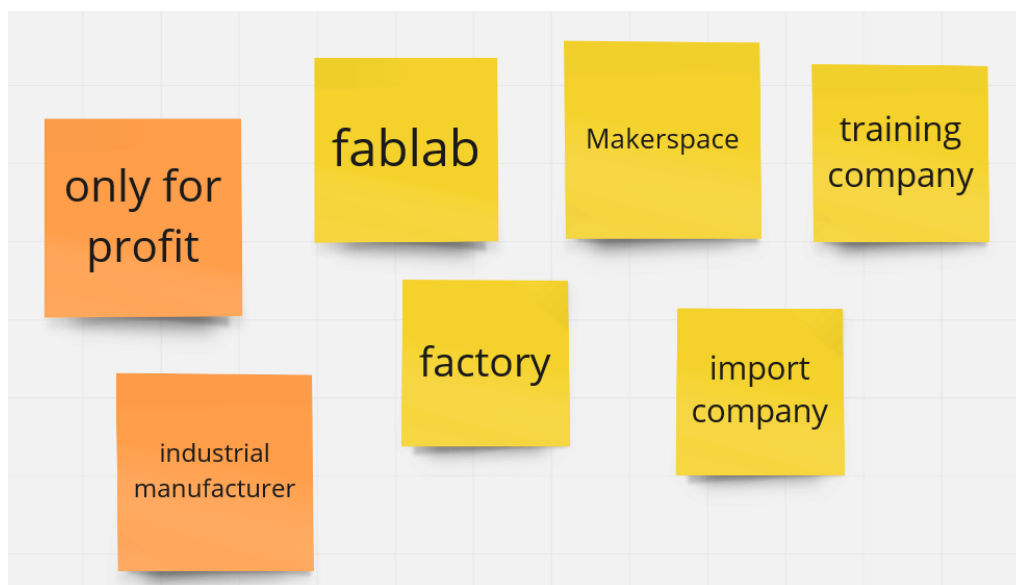 only for
profit
fablab
Makerspace
training
company
factory
import
company
industrial
manufacturer